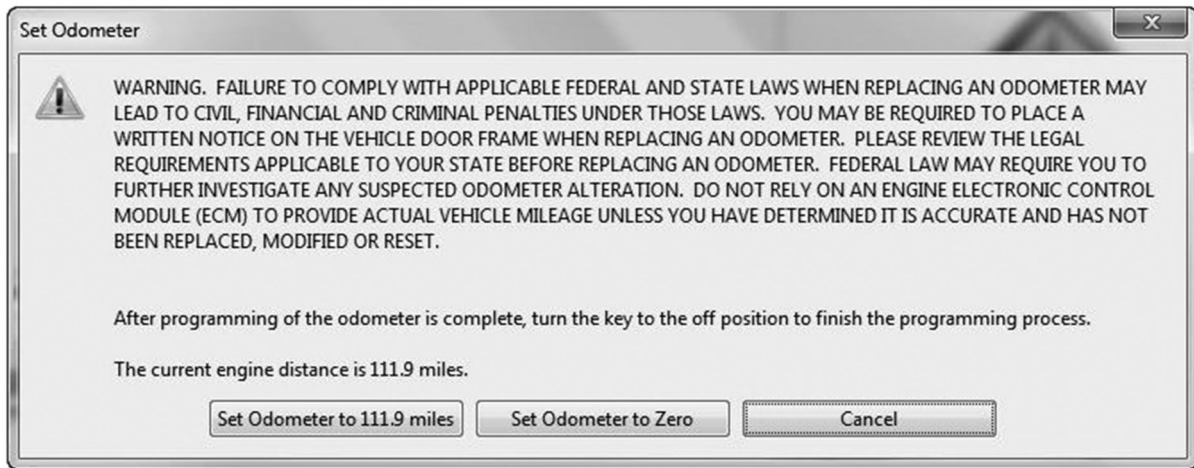 Set Odometer
WARNING. FAILURE TO COMPLY WITH APPLICABLE FEDERAL AND STATE LAWS WHEN REPLACING AN ODOMETER MAY
LEAD TO CIVIL, FINANCIAL AND CRIMINAL PENALTIES UNDER THOSE LAWS. YOU MAY BE REQUIRED TO PLACE A
WRITTEN NOTICE ON THE VEHICLE DOOR FRAME WHEN REPLACING AN ODOMETER. PLEASE REVIEW THE LEGAL
REQUIREMENTS APPLICABLE TO YOUR STATE BEFORE REPLACING AN ODOMETER. FEDERAL LAW MAY REQUIRE YOU TO
FURTHER INVESTIGATE ANY SUSPECTED ODOMETER ALTERATION. DO NOT RELY ON AN ENGINE ELECTRONIC CONTROL
MODULE (ECM) TO PROVIDE ACTUAL VEHICLE MILEAGE UNLESS YOU HAVE DETERMINED IT IS ACCURATE AND HAS NOT
BEEN REPLACED, MODIFIED OR RESET.
After programming of the odometer is complete, turn the key to the off position to finish the programming process.
The current engine distance is 111.9 miles.
Set Odometer to 111.9 miles
Set Odometer to Zero
Cancel